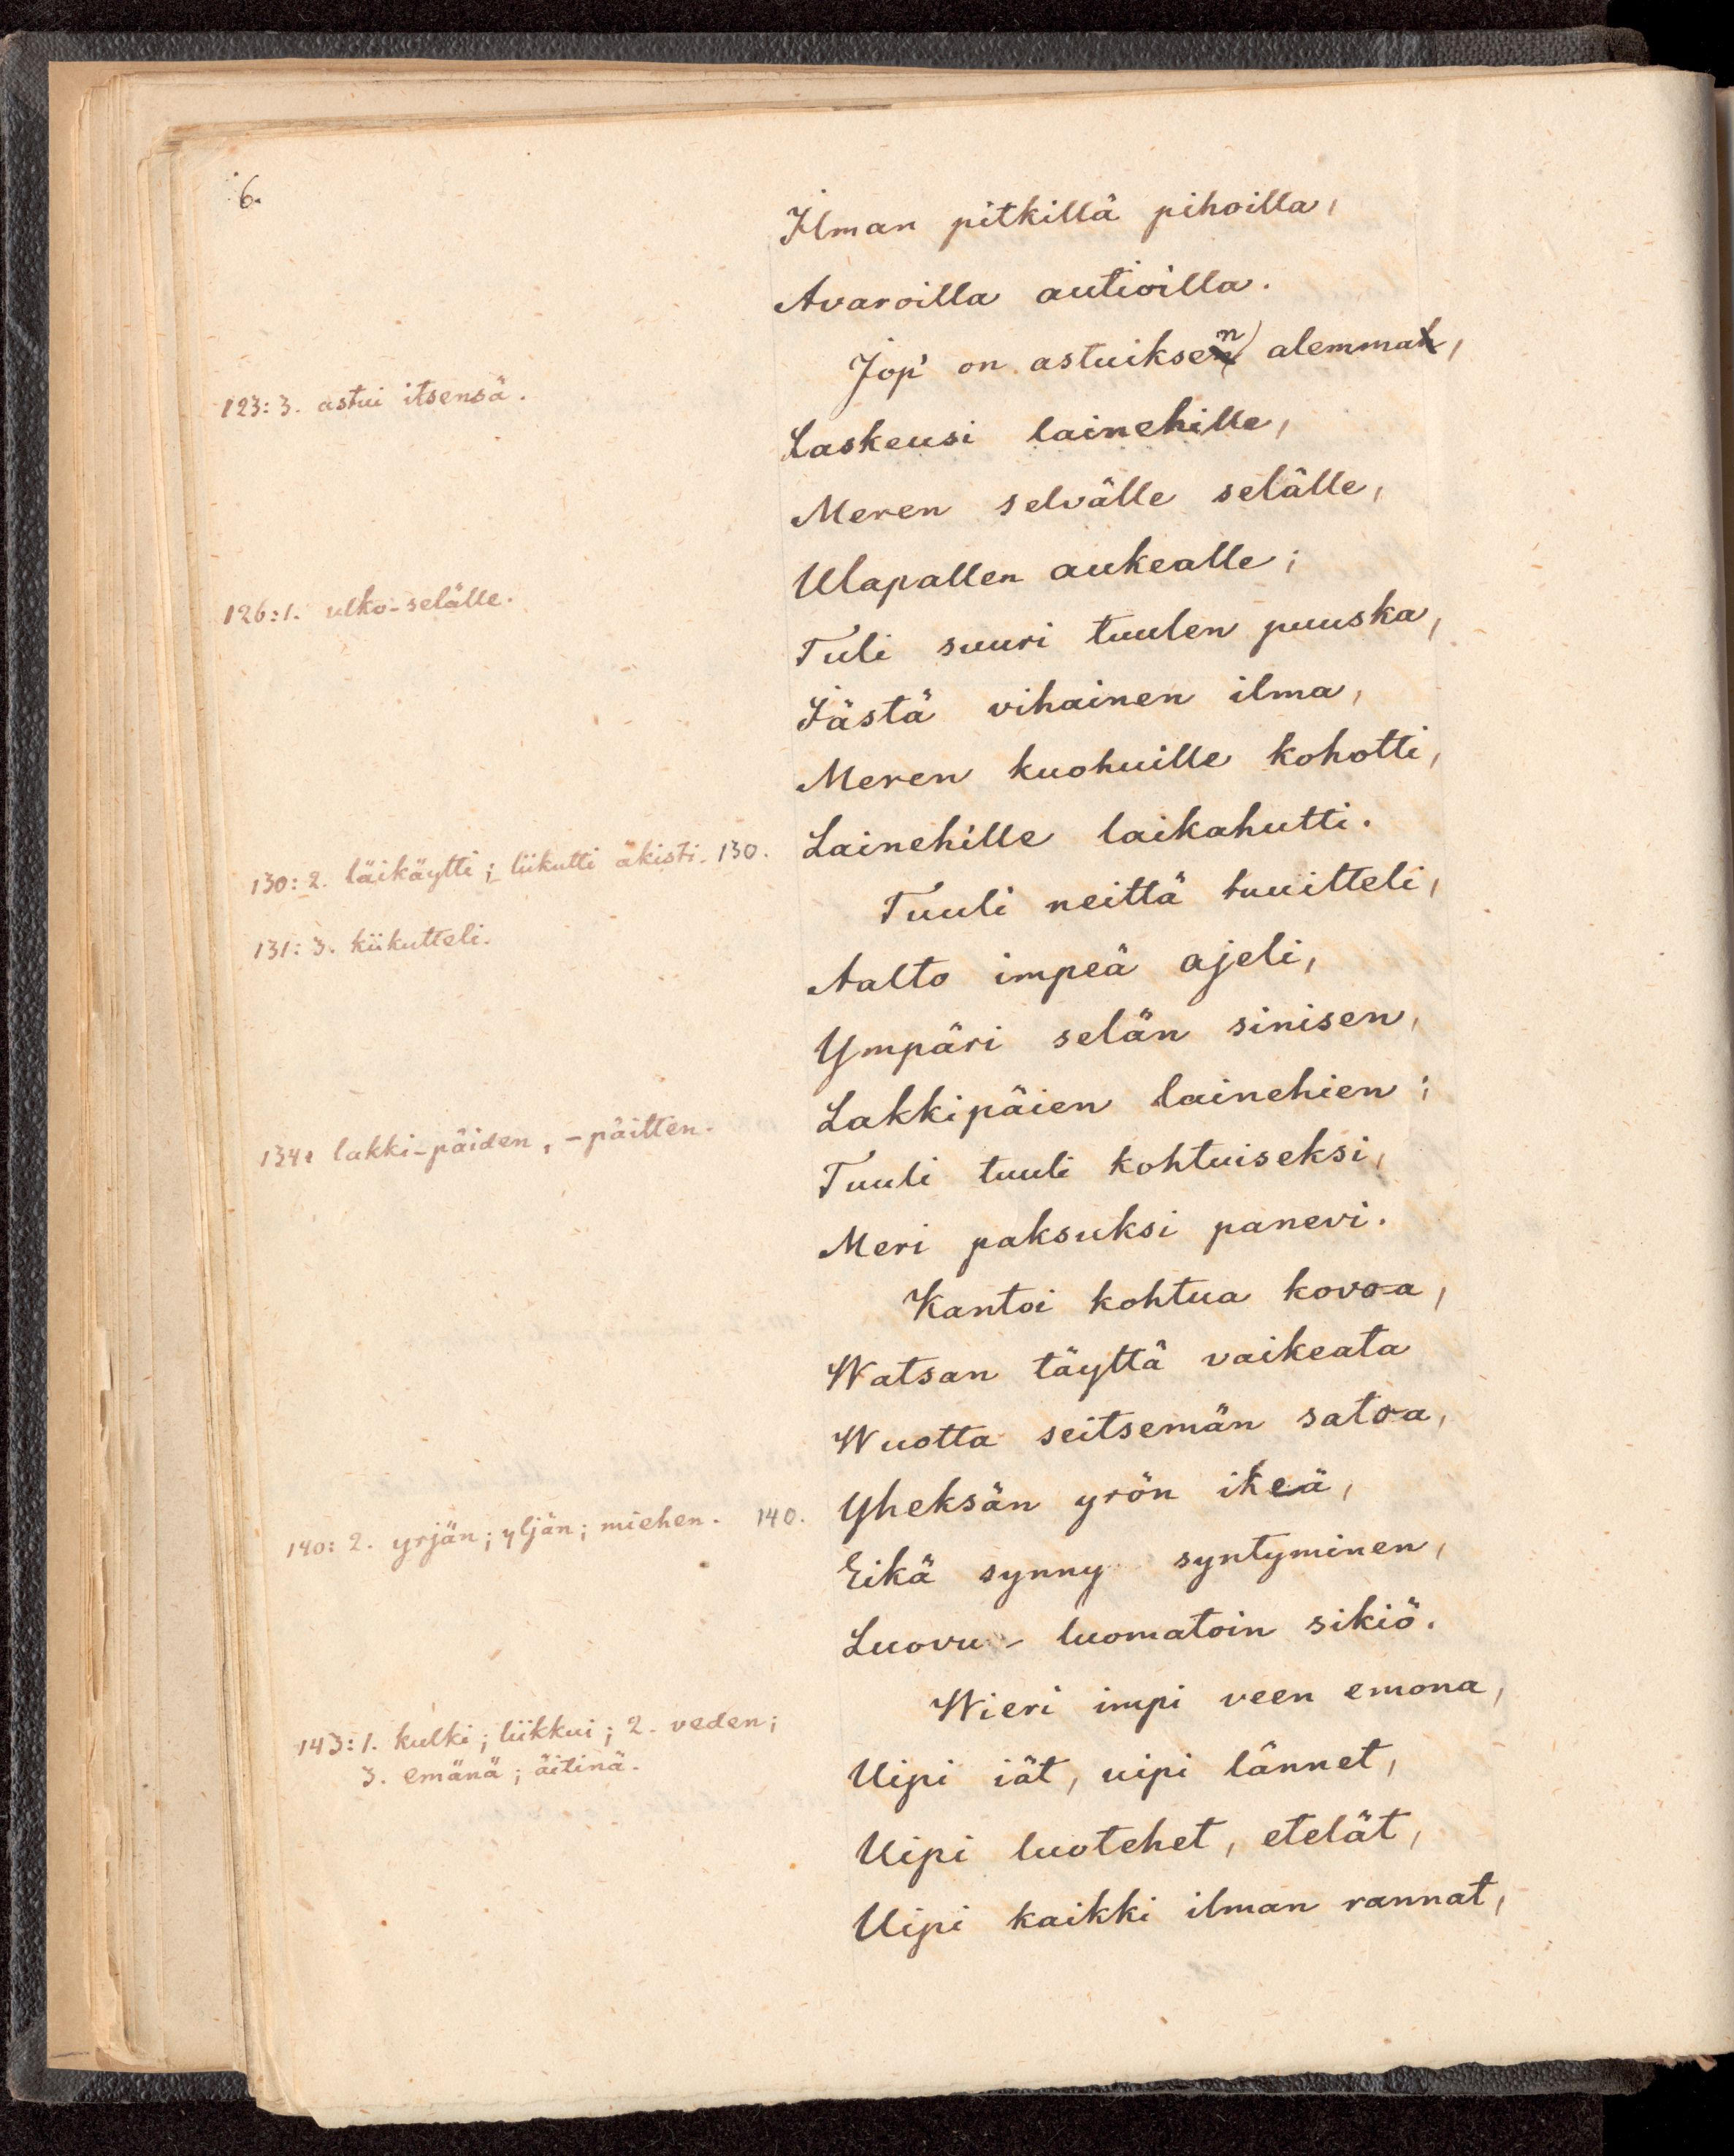 6.
Ilman pitkillä pihoilla,
Avaroilla autioilla.
Jop' on astuiksen alemma,
123: 3. astui itsensä.
Laskeusi lainehille,
Meren selvälle selälle,
Ulapallen aukealle;
126: 1. ulko-selälle.
Tuli suuri tuulen puuska,
Iästä vihainen ilma,
Meren kuohuille kohotti,
Lainehille laikahutti.
130: 2. läikäytti; liikutti äkisti. 130.
Tuuli neittä tuuitteli,
131: 3. kiikutteli.
Aalto impeä ajeli,
Ympäri selän sinisen,
Lakkipäien lainehien;
134: lakki-päiden, -päitten.
Tuuli tuuli kohtuiseksi,
Meri paksuksi panevi.
Kantoi kohtua kovoa,
Watsan täyttä vaikeata
Wuotta seitsemän satoa,
Yheksän yrön ikeä,
140: 2. yrjän; yljän; miehen. 140.
Eikä synny syntyminen,
Luovu - luomatoin sikiö.
Wieri impi veen emona,
143: 1. kulki; liikkui; 2. veden;
3. emänä; äitinä.
Uipi iät, uipi lännet,
Uipi luotehet, etelät,
Uipi kaikki ilman rannat,